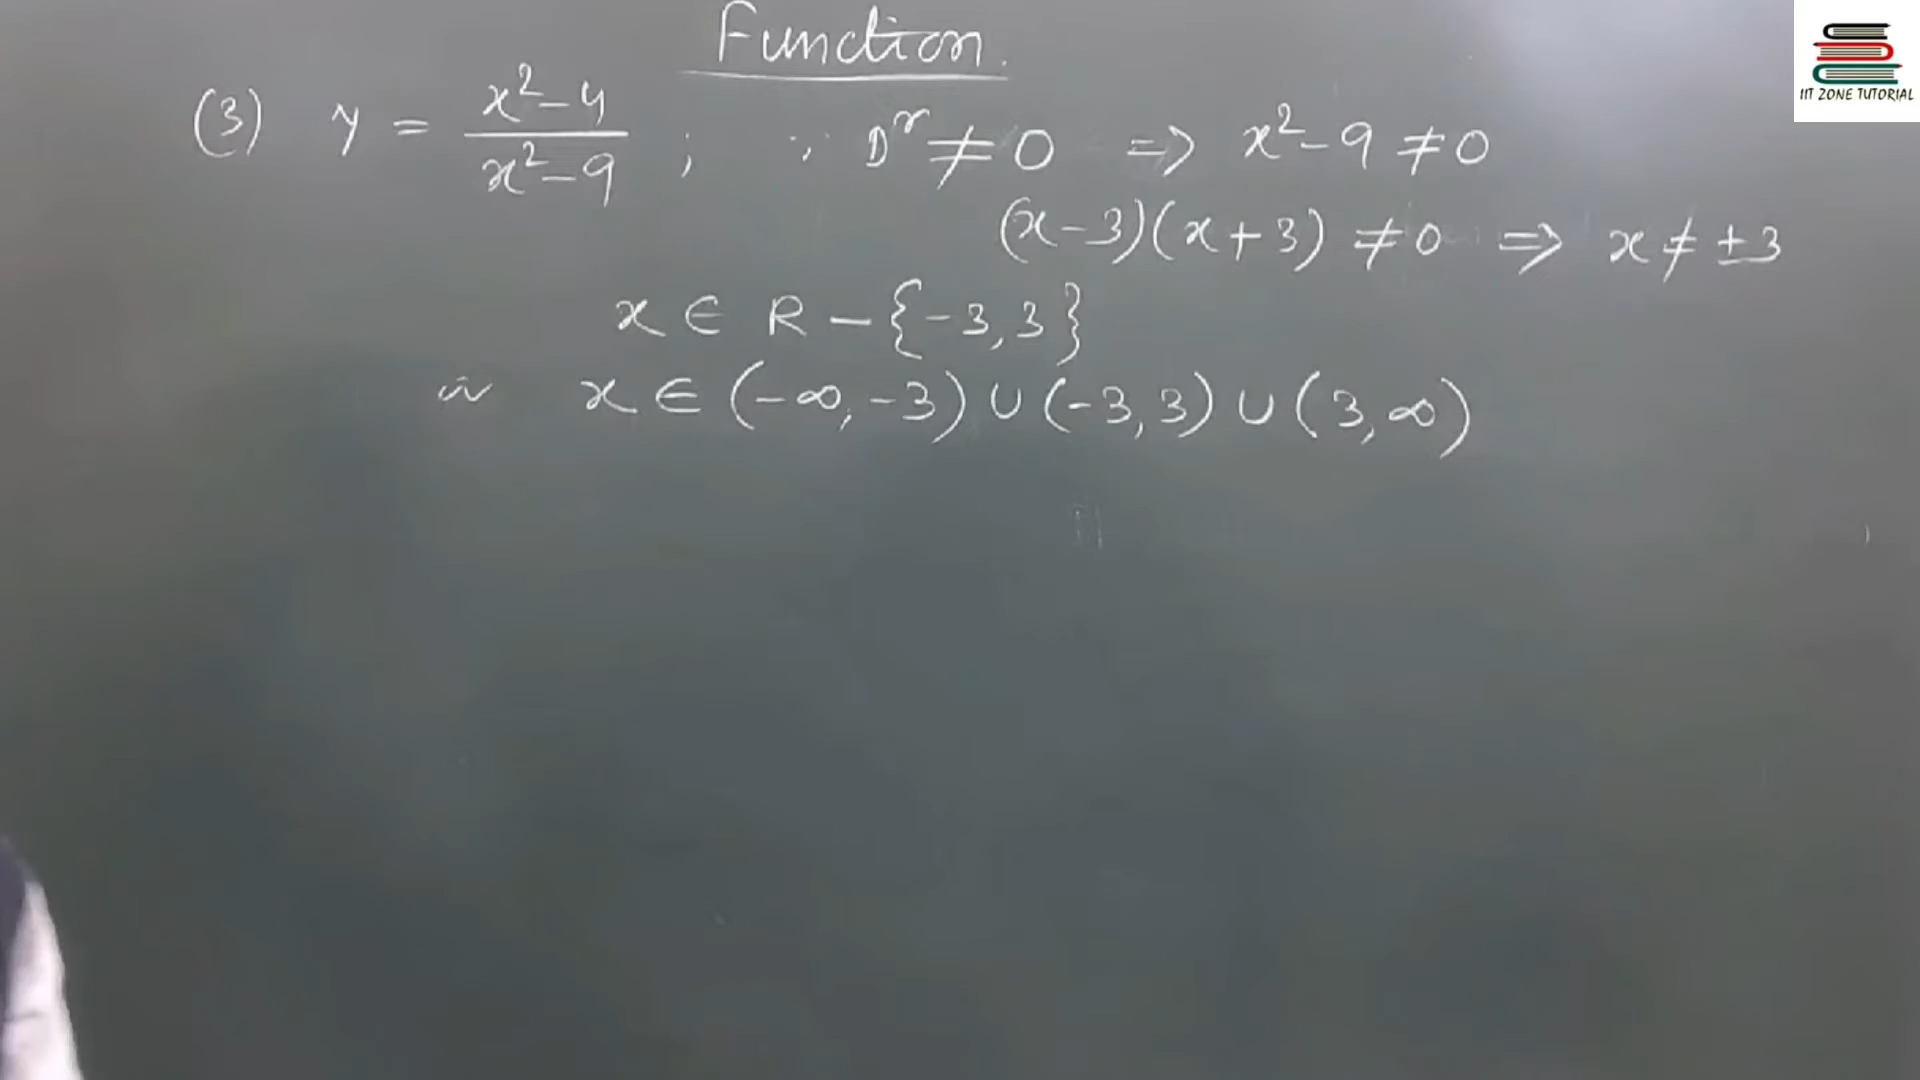 Function.
(3) y = x²-4 / x²-9 ; ∵ Dʳ ≠ 0 => x²-9 ≠ 0
(x-3)(x+3) ≠ 0 => x ≠ ±3
x ∈ R - {-3,3}
x ∈ (-∞,-3) ∪ (-3,3) ∪ (3,∞)
IIT ZONE TUTORIAL